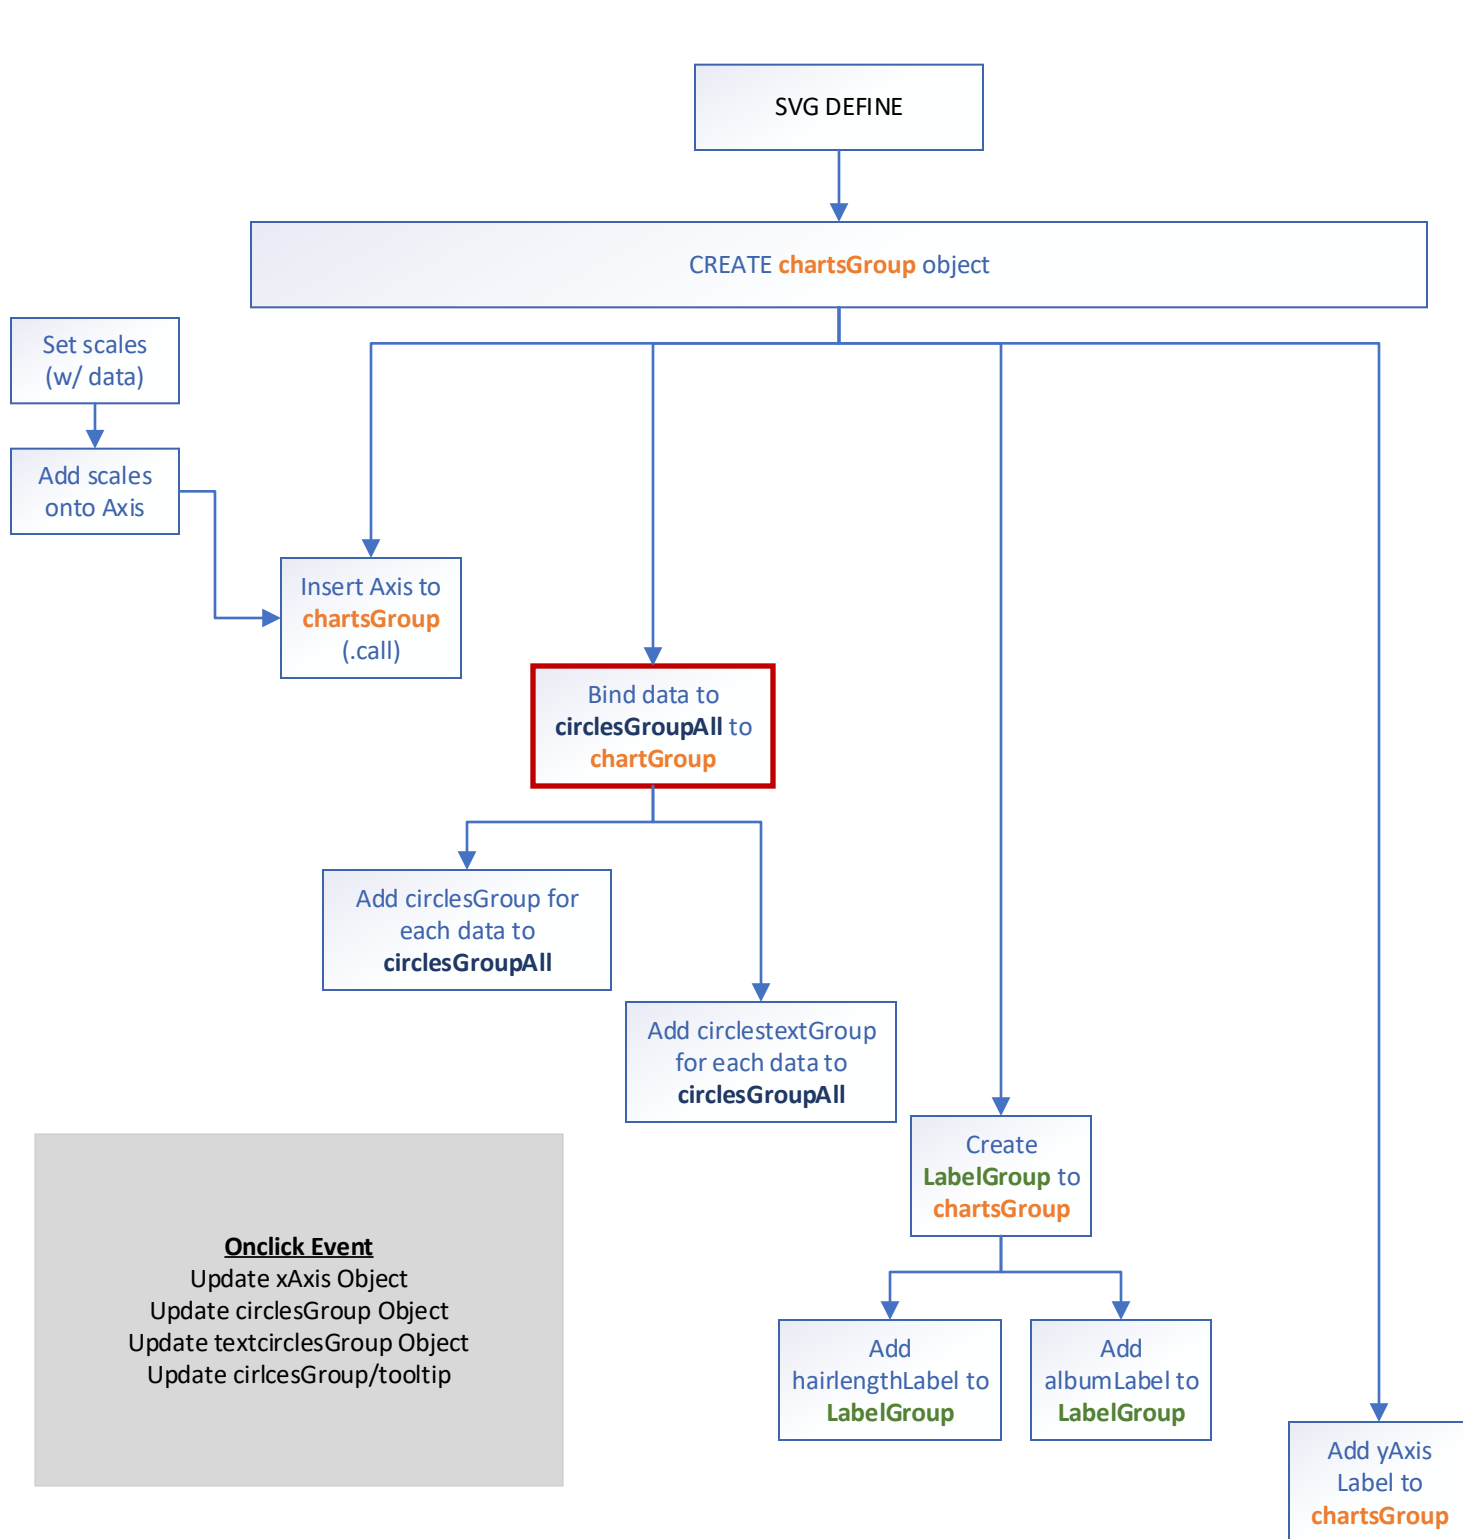 SVG DEFINE
CREATE chartsGroup object
Set scales
(w/ data)
Add scales
onto Axis
Insert Axis to
chartsGroup
(.call)
Bind data to
circlesGroupAll to
chartGroup
Add circlesGroup for
each data to
circlesGroupAll
Add circlestextGroup
for each data to
circlesGroupAll
Create
LabelGroup to
chartsGroup
Onclick Event
Update xAxis Object
Update circlesGroup Object
Update textcirclesGroup Object
Update cirlcesGroup/tooltip
Add
hairlengthLabel to
LabelGroup
Add
albumLabel to
LabelGroup
Add yAxis
Label to
chartsGroup